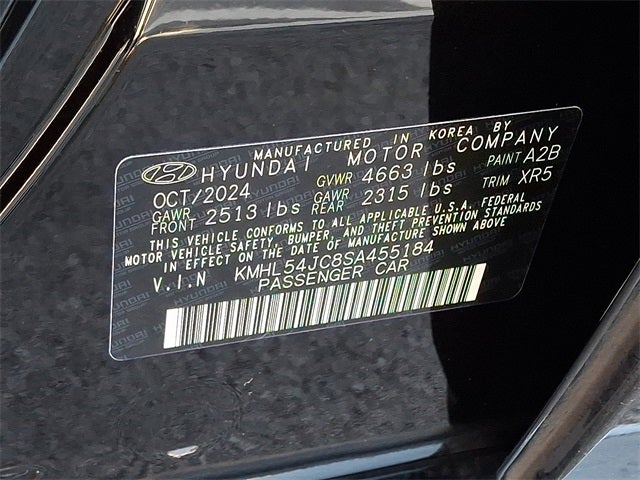 MANUFACTURED IN KOREA BY
HYUNDAI MOTOR COMPANY
OCT/2024 GVWR 4663 lbs PAINT A2B
GAWR FRONT 2513 lbs GAWR REAR 2315 lbs TRIM XR5
THIS VEHICLE CONFORMS TO ALL APPLICABLE U.S.A. FEDERAL
MOTOR VEHICLE SAFETY, BUMPER, AND THEFT PREVENTION STANDARDS
IN EFFECT ON THE DATE OF MANUFACTURE SHOWN ABOVE
V.I.N KMHL54JC8SA455184
PASSENGER CAR